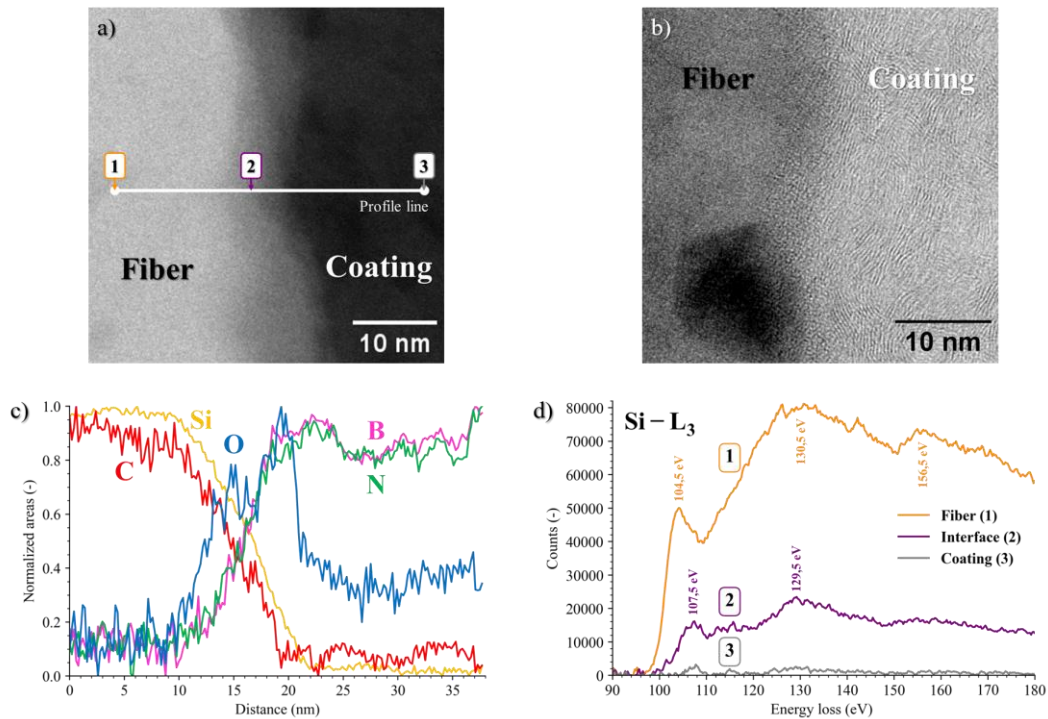 a)
1
2
3
Profile line
Fiber
Coating
10 nm
b)
Fiber
Coating
10 nm
c)
1.0
0.8
0.6
0.4
0.2
0.0
Normalized areas (-)
Si
C
O
B
N
0
5
10
15
20
25
30
35
Distance (nm)
d)
80000
70000
60000
50000
40000
30000
20000
10000
0
Counts (-)
Si – L₃
1
104,5 eV
130,5 eV
156,5 eV
Fiber (1)
Interface (2)
Coating (3)
107,5 eV
2
129,5 eV
3
90
100
110
120
130
140
150
160
170
180
Energy loss (eV)